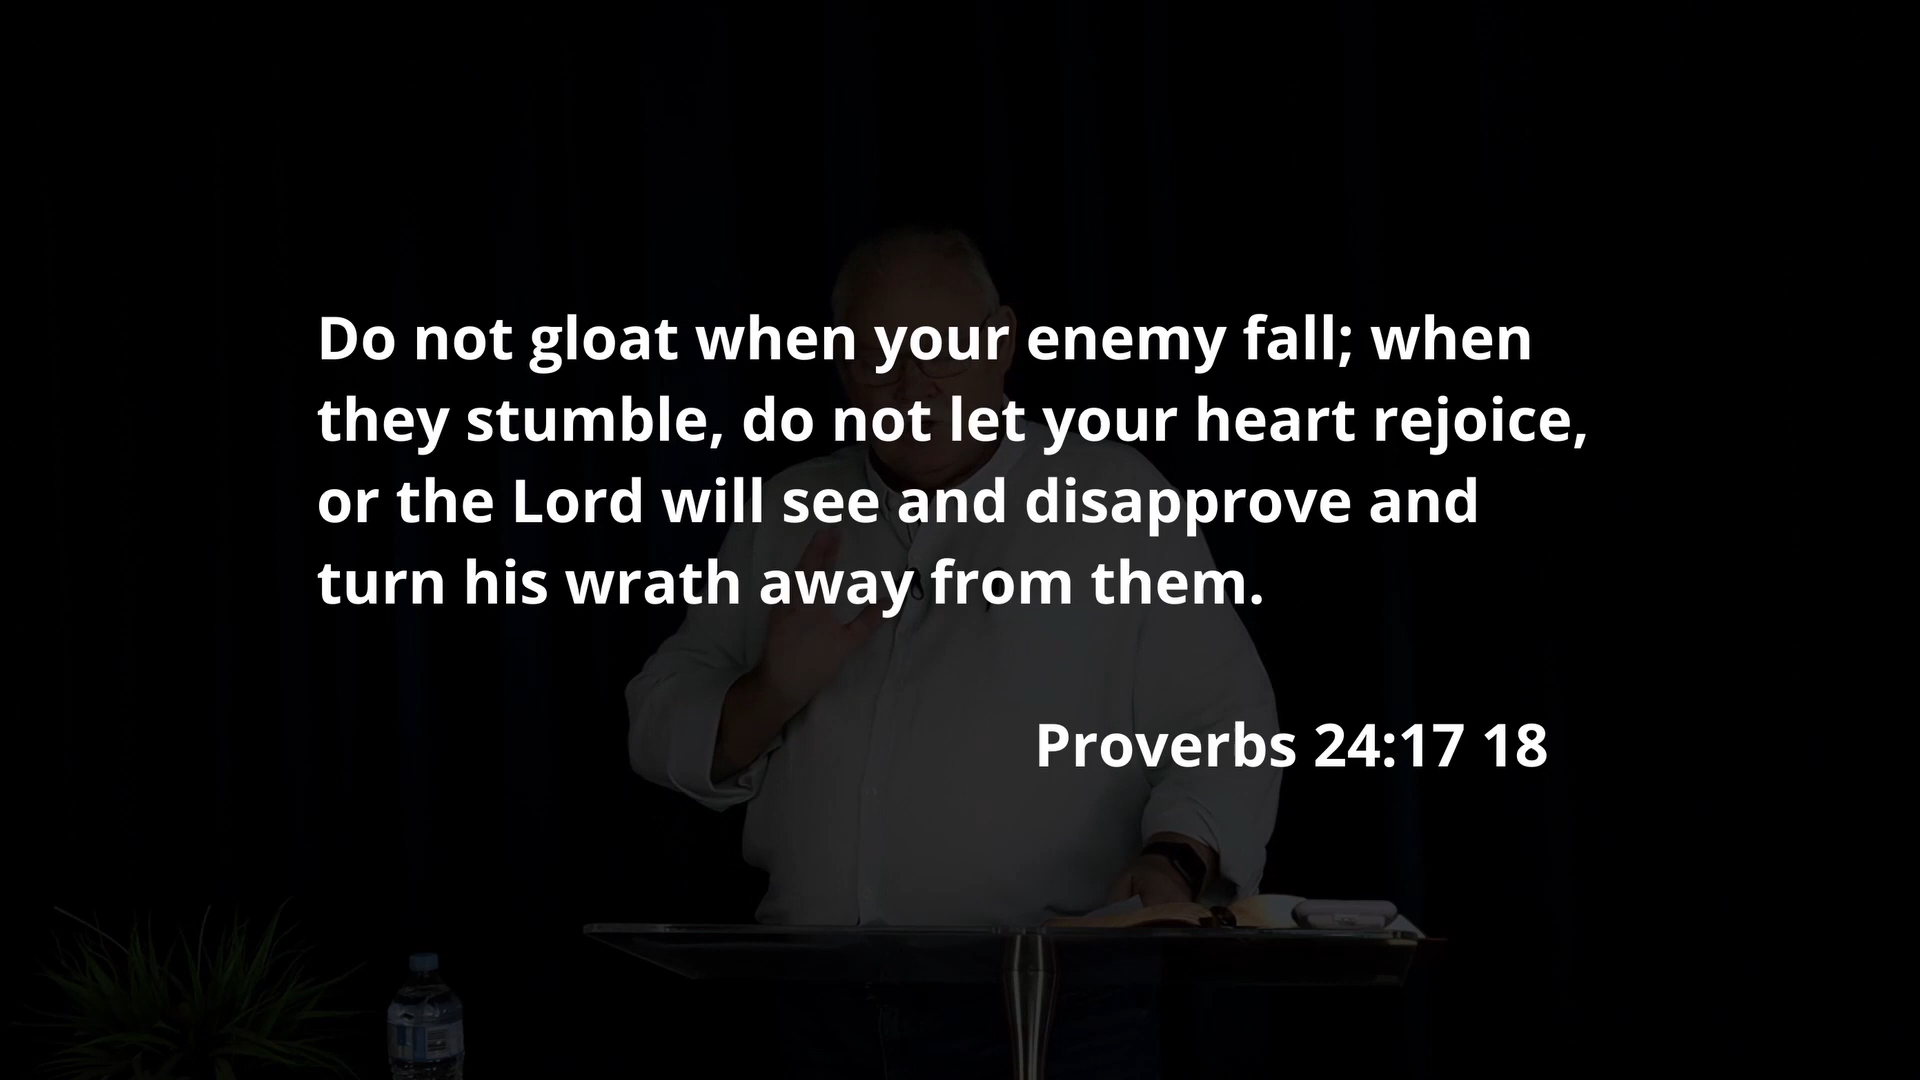 Do not gloat when your enemy fall; when
they stumble, do not let your heart rejoice,
or the Lord will see and disapprove and
turn his wrath away from them.
Proverbs 24:17 18